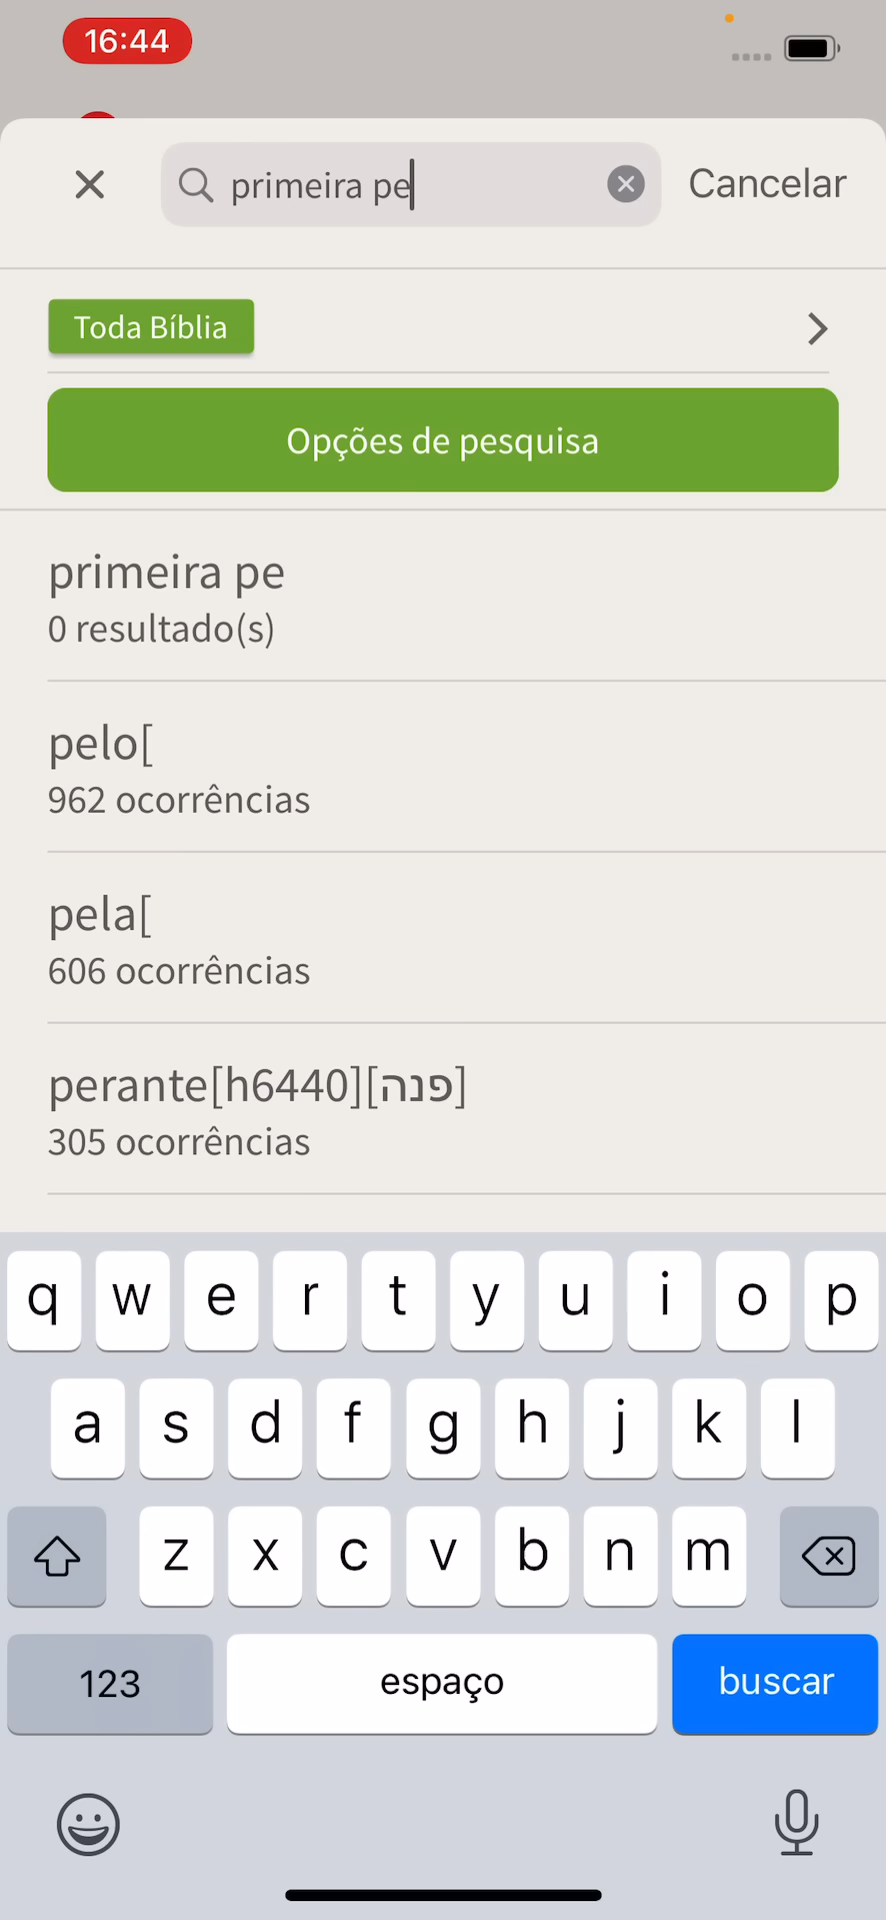 16:44
primeira pe
Cancelar
Toda Bíblia
Opções de pesquisa
primeira pe
0 resultado(s)
pelo[
962 ocorrências
pela[
606 ocorrências
perante[h6440][פנה]
305 ocorrências
q w e r t y u i o p
a s d f g h j k l
z x c v b n m
123 espaço buscar